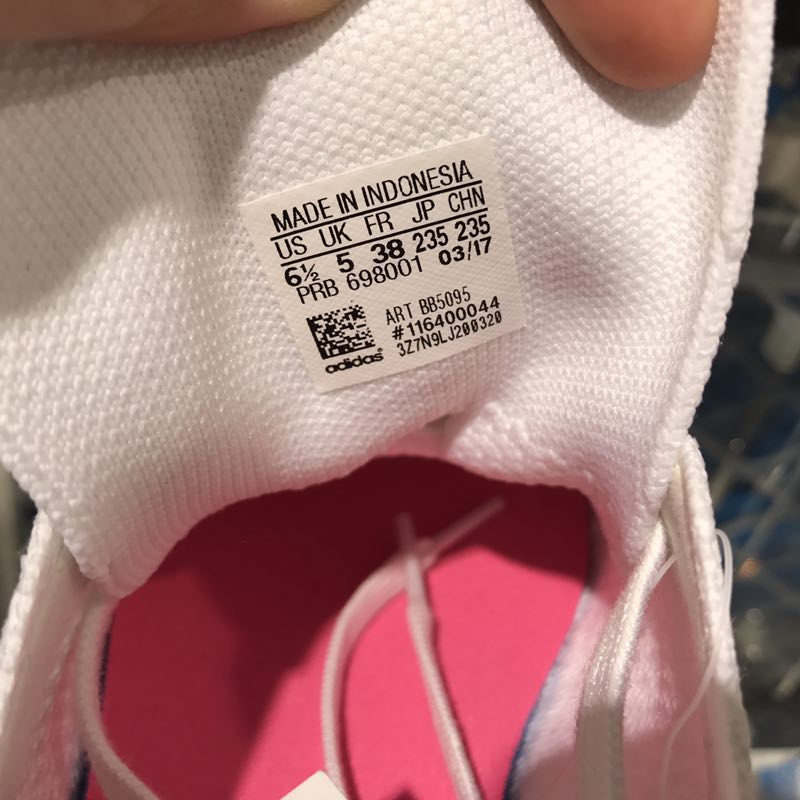 MADE IN INDONESIA
US UK FR JP CHN
6½ 5 38 235 235
PRB 698001 03/17
ART BB5095
#116400044
3Z7N9LJ200320
adidas®